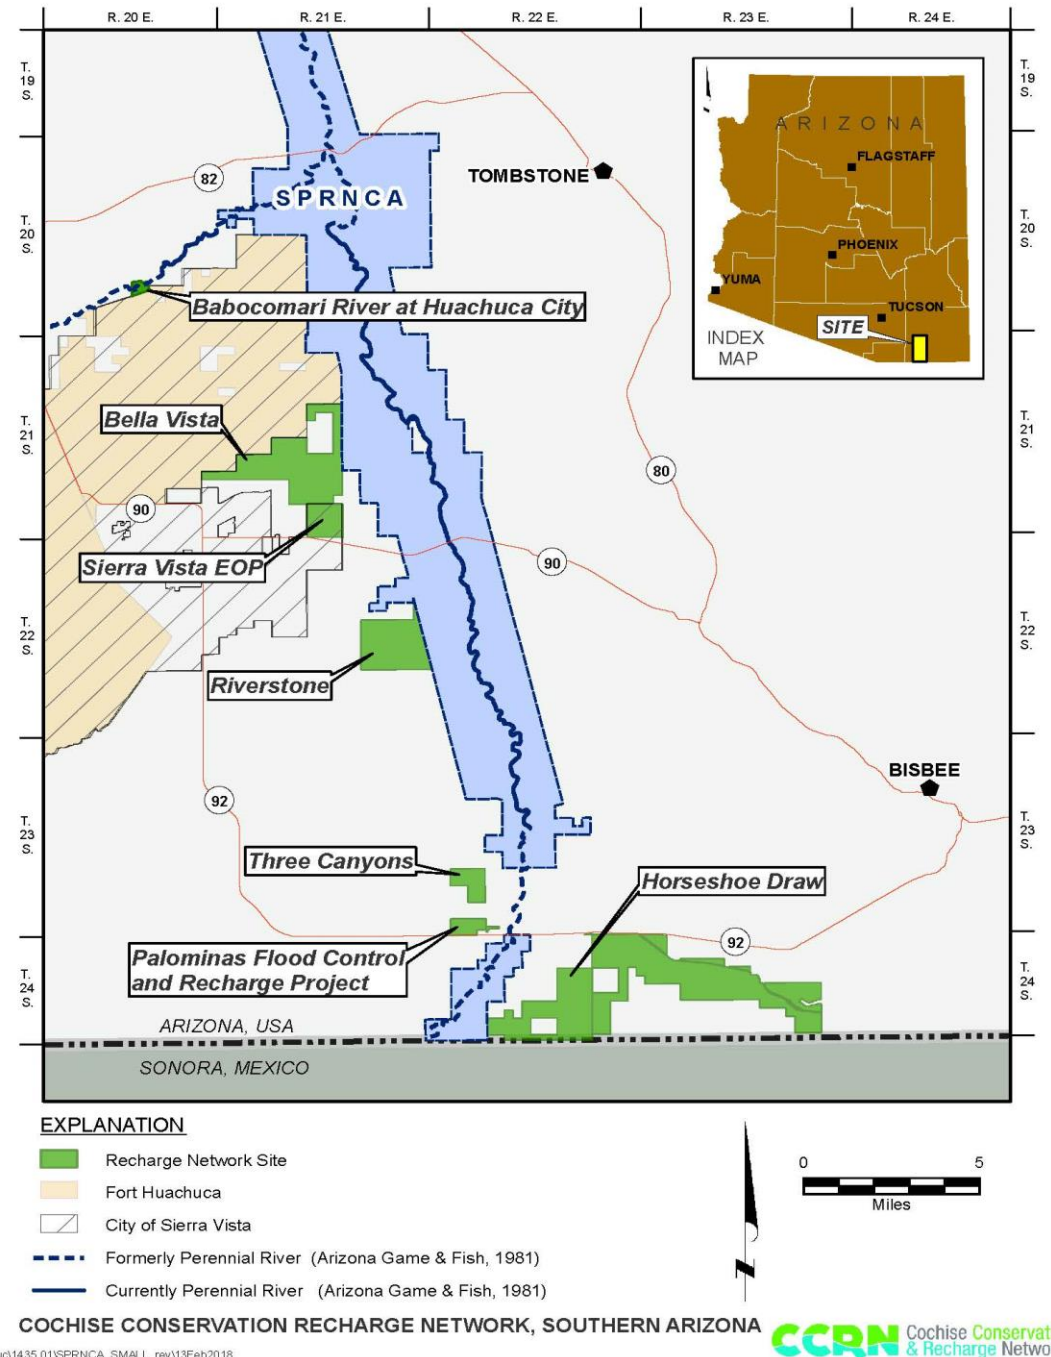 R. 20 E.
R. 21 E.
R. 22 E.
R. 23 E.
R. 24 E.
T.
19
S.
T.
19
S.
82
SPRNCA
TOMBSTONE
T.
20
S.
T.
20
S.
ARIZONA
FLAGSTAFF
PHOENIX
YUMA
TUCSON
SITE
INDEX
MAP
Babocomari River at Huachuca City
Bella Vista
T.
21
S.
T.
21
S.
80
90
Sierra Vista EOP
90
T.
22
S.
T.
22
S.
Riverstone
BISBEE
92
T.
23
S.
T.
23
S.
Three Canyons
Horseshoe Draw
92
Palominas Flood Control
and Recharge Project
T.
24
S.
T.
24
S.
ARIZONA, USA
SONORA, MEXICO
EXPLANATION
Recharge Network Site
Fort Huachuca
City of Sierra Vista
Formerly Perennial River (Arizona Game & Fish, 1981)
Currently Perennial River (Arizona Game & Fish, 1981)
0 5
Miles
N
COCHISE CONSERVATION RECHARGE NETWORK, SOUTHERN ARIZONA
CCRN
Cochise Conservat
& Recharge Netwo
SPRNCA_SMALL_rev\13Feb2018